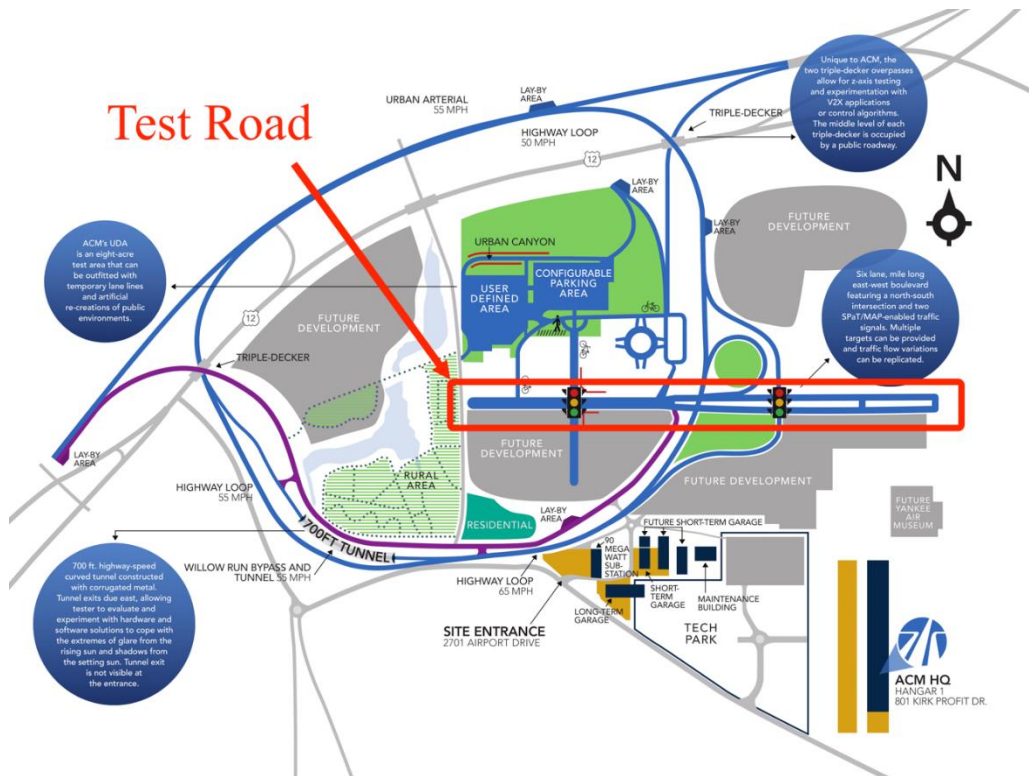 Unique to ACM, the
two triple-decker overpasses
allow for z-axis testing
and experimentation with
V2X applications
or control algorithms.
The middle level of each
triple-decker is occupied
by a public roadway.
LAY-BY
AREA
URBAN ARTERIAL
55 MPH
Test Road
TRIPLE-DECKER
HIGHWAY LOOP
50 MPH
12
N
LAY-BY
AREA
FUTURE
DEVELOPMENT
LAY-BY
AREA
ACM's UDA
is an eight-acre
test area that can
be outfitted with
temporary lane lines
and artificial
re-creations of public
environments.
URBAN CANYON
CONFIGURABLE
PARKING
AREA
USER
DEFINED
AREA
Six lane, mile long
east-west boulevard
featuring a north-south
intersection and two
SPaT/MAP-enabled traffic
signals. Multiple
targets can be provided
and traffic flow variations
can be replicated.
12
FUTURE
DEVELOPMENT
TRIPLE-DECKER
FUTURE
DEVELOPMENT
LAY-BY
AREA
RURAL
AREA
FUTURE DEVELOPMENT
HIGHWAY LOOP
55 MPH
FUTURE
YANKEE
AIR
MUSEUM
LAY-BY
AREA
RESIDENTIAL
700FT TUNNEL
FUTURE SHORT-TERM GARAGE
90
MEGA
WATT
SUB-
STATION
700 ft. highway-speed
curved tunnel constructed
with corrugated metal.
Tunnel exits due east, allowing
tester to evaluate and
experiment with hardware and
software solutions to cope with
the extremes of glare from the
rising sun and shadows from
the setting sun. Tunnel exit
is not visible at
the entrance.
WILLOW RUN BYPASS AND
TUNNEL 55 MPH
HIGHWAY LOOP
65 MPH
SHORT-
TERM
GARAGE
MAINTENANCE
BUILDING
LONG-TERM
GARAGE
SITE ENTRANCE
2701 AIRPORT DRIVE
TECH
PARK
ACM HQ
HANGAR 1
801 KIRK PROFIT DR.